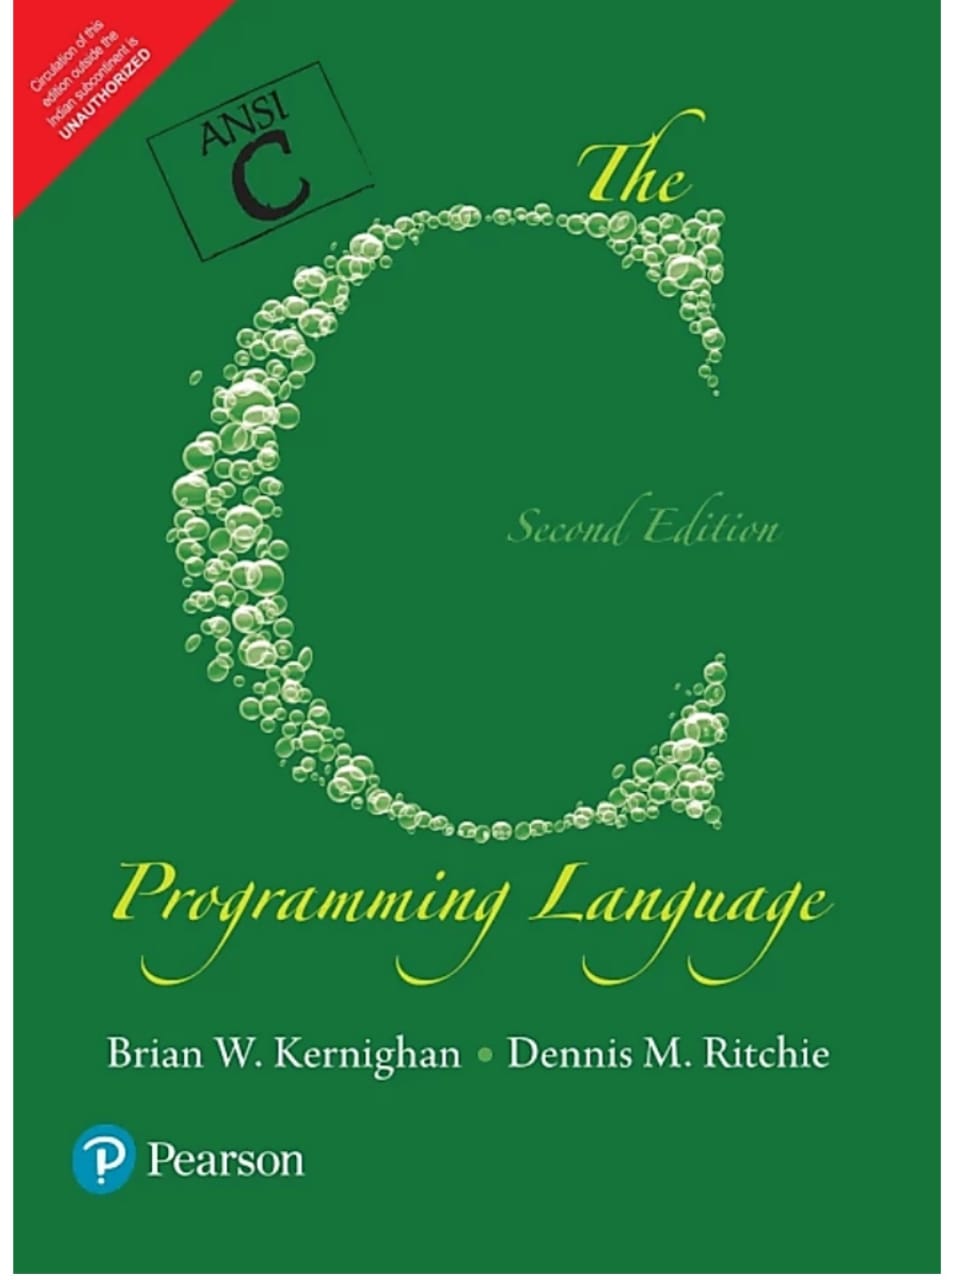 Circulation of this
edition outside the
Indian subcontinent is
UNAUTHORIZED
ANSI
C
The
C
Second Edition
Programming Language
Brian W. Kernighan • Dennis M. Ritchie
Pearson